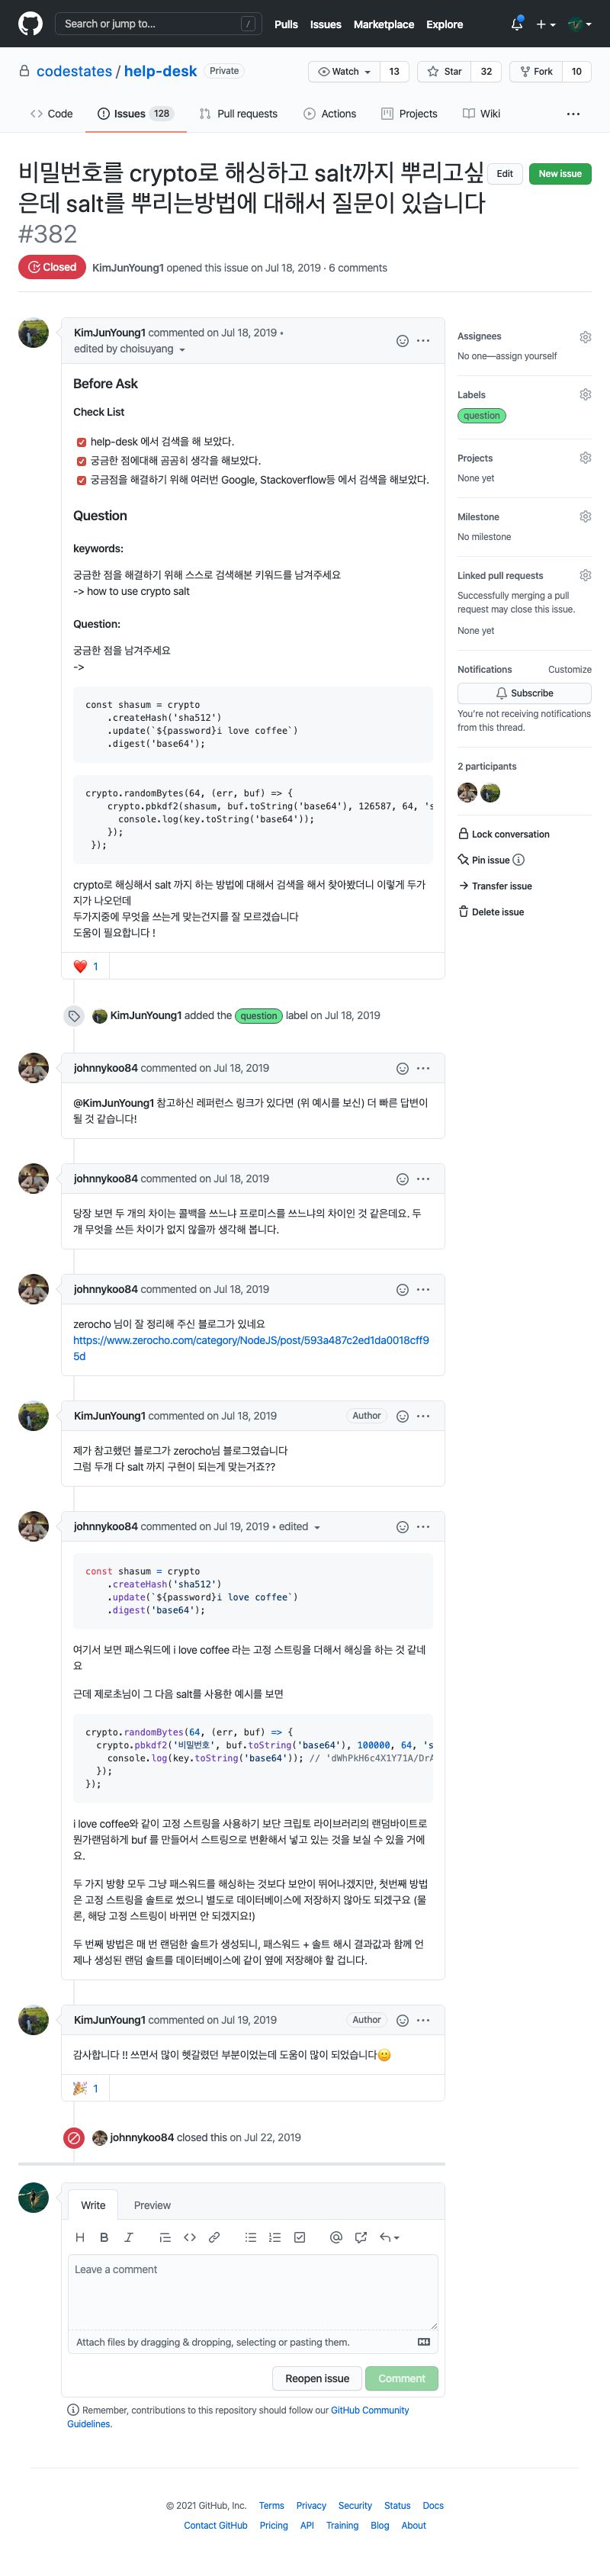 Search or jump to... /
Pulls Issues Marketplace Explore
codestates / help-desk Private
Watch 13 Star 32 Fork 10
Code Issues 128 Pull requests Actions Projects Wiki ...
비밀번호를 crypto로 해싱하고 salt까지 뿌리고싶
은데 salt를 뿌리는방법에 대해서 질문이 있습니다
#382
Edit New issue
Closed KimJunYoung1 opened this issue on Jul 18, 2019 · 6 comments
KimJunYoung1 commented on Jul 18, 2019 •
edited by choisuyang
Before Ask
Check List
help-desk 에서 검색을 해 보았다.
궁금한 점에대해 곰곰히 생각을 해보았다.
궁금점을 해결하기 위해 여러번 Google, Stackoverflow등 에서 검색을 해보았다.
Question
keywords:
궁금한 점을 해결하기 위해 스스로 검색해본 키워드를 남겨주세요
-> how to use crypto salt
Question:
궁금한 점을 남겨주세요
->
const shasum = crypto
.createHash('sha512')
.update(`${password}i love coffee`)
.digest('base64');
crypto.randomBytes(64, (err, buf) => {
crypto.pbkdf2(shasum, buf.toString('base64'), 126587, 64, 's
console.log(key.toString('base64'));
});
});
crypto로 해싱해서 salt 까지 하는 방법에 대해서 검색을 해서 찾아봤더니 이렇게 두가
지가 나오던데
두가지중에 무엇을 쓰는게 맞는건지를 잘 모르겠습니다
도움이 필요합니다 !
❤️ 1
KimJunYoung1 added the question label on Jul 18, 2019
johnnykoo84 commented on Jul 18, 2019
@KimJunYoung1 참고하신 레퍼런스 링크가 있다면 (위 예시를 보신) 더 빠른 답변이
될 것 같습니다!
johnnykoo84 commented on Jul 18, 2019
당장 보면 두 개의 차이는 콜백을 쓰느냐 프로미스를 쓰느냐의 차이인 것 같은데요. 두
개 무엇을 쓰든 차이가 없지 않을까 생각해 봅니다.
johnnykoo84 commented on Jul 18, 2019
zerocho 님이 잘 정리해 주신 블로그가 있네요
https://www.zerocho.com/category/NodeJS/post/593a487c2ed1da0018cff9
5d
KimJunYoung1 commented on Jul 18, 2019 Author
제가 참고했던 블로그가 zerocho님 블로그였습니다
그럼 두개 다 salt 까지 구현이 되는게 맞는거죠??
johnnykoo84 commented on Jul 19, 2019 • edited
const shasum = crypto
.createHash('sha512')
.update(`${password}i love coffee`)
.digest('base64');
여기서 보면 패스워드에 i love coffee 라는 고정 스트링을 더해서 해싱을 하는 것 같네
요
근데 제로초님이 그 다음 salt를 사용한 예시를 보면
crypto.randomBytes(64, (err, buf) => {
crypto.pbkdf2('비밀번호', buf.toString('base64'), 100000, 64, 's
console.log(key.toString('base64')); // 'dWhPkH6c4X1Y71A/DrA
});
});
i love coffee와 같이 고정 스트링을 사용하기 보단 크립토 라이브러리의 랜덤바이트로
뭔가랜덤하게 buf 를 만들어서 스트링으로 변환해서 넣고 있는 것을 보실 수 있을 거에
요.
두 가지 방향 모두 그냥 패스워드를 해싱하는 것보다 보안이 뛰어나겠지만, 첫번째 방법
은 고정 스트링을 솔트로 썼으니 별도로 데이터베이스에 저장하지 않아도 되겠구요 (물
론, 해당 고정 스트링이 바뀌면 안 되겠지요!)
두 번째 방법은 매 번 랜덤한 솔트가 생성되니, 패스워드 + 솔트 해시 결과값과 함께 언
제나 생성된 랜덤 솔트를 데이터베이스에 같이 옆에 저장해야 할 겁니다.
KimJunYoung1 commented on Jul 19, 2019 Author
감사합니다 !! 쓰면서 많이 헷갈렸던 부분이었는데 도움이 많이 되었습니다🙂
🎉 1
johnnykoo84 closed this on Jul 22, 2019
Write Preview
Leave a comment
Attach files by dragging & dropping, selecting or pasting them.
Reopen issue Comment
Remember, contributions to this repository should follow our GitHub Community
Guidelines.
Assignees
No one—assign yourself
Labels
question
Projects
None yet
Milestone
No milestone
Linked pull requests
Successfully merging a pull
request may close this issue.
None yet
Notifications Customize
Subscribe
You're not receiving notifications
from this thread.
2 participants
Lock conversation
Pin issue
Transfer issue
Delete issue
© 2021 GitHub, Inc. Terms Privacy Security Status Docs
Contact GitHub Pricing API Training Blog About